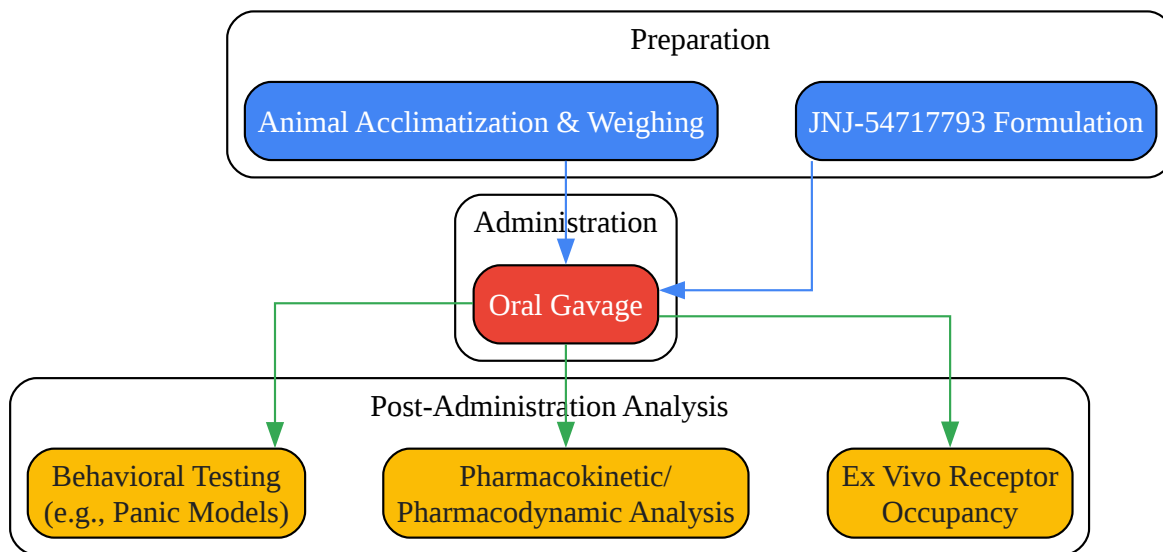 Preparation
Animal Acclimatization & Weighing
JNJ-54717793 Formulation
Administration
Oral Gavage
Post-Administration Analysis
Behavioral Testing
(e.g., Panic Models)
Pharmacokinetic/
Pharmacodynamic Analysis
Ex Vivo Receptor
Occupancy